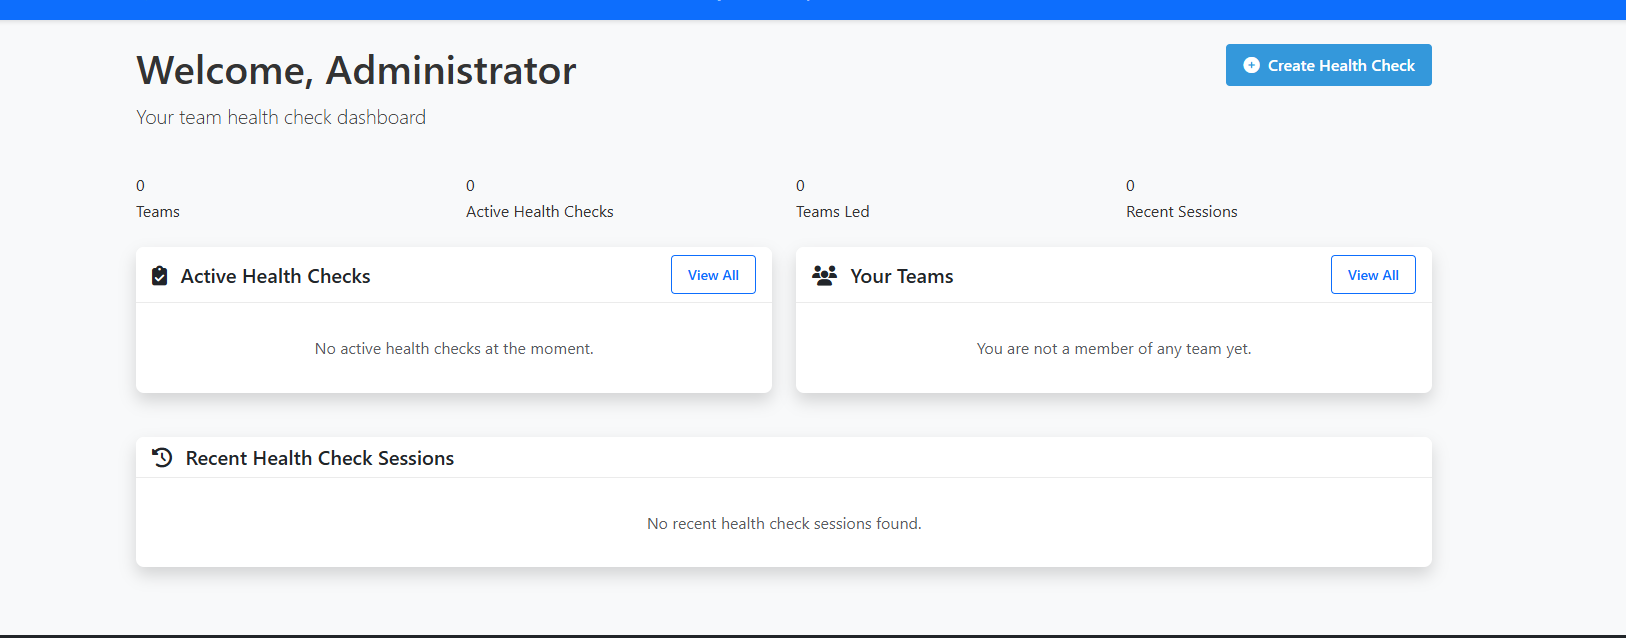 Welcome, Administrator
Create Health Check
Your team health check dashboard
0
Teams
0
Active Health Checks
0
Teams Led
0
Recent Sessions
Active Health Checks
View All
No active health checks at the moment.
Your Teams
View All
You are not a member of any team yet.
Recent Health Check Sessions
No recent health check sessions found.